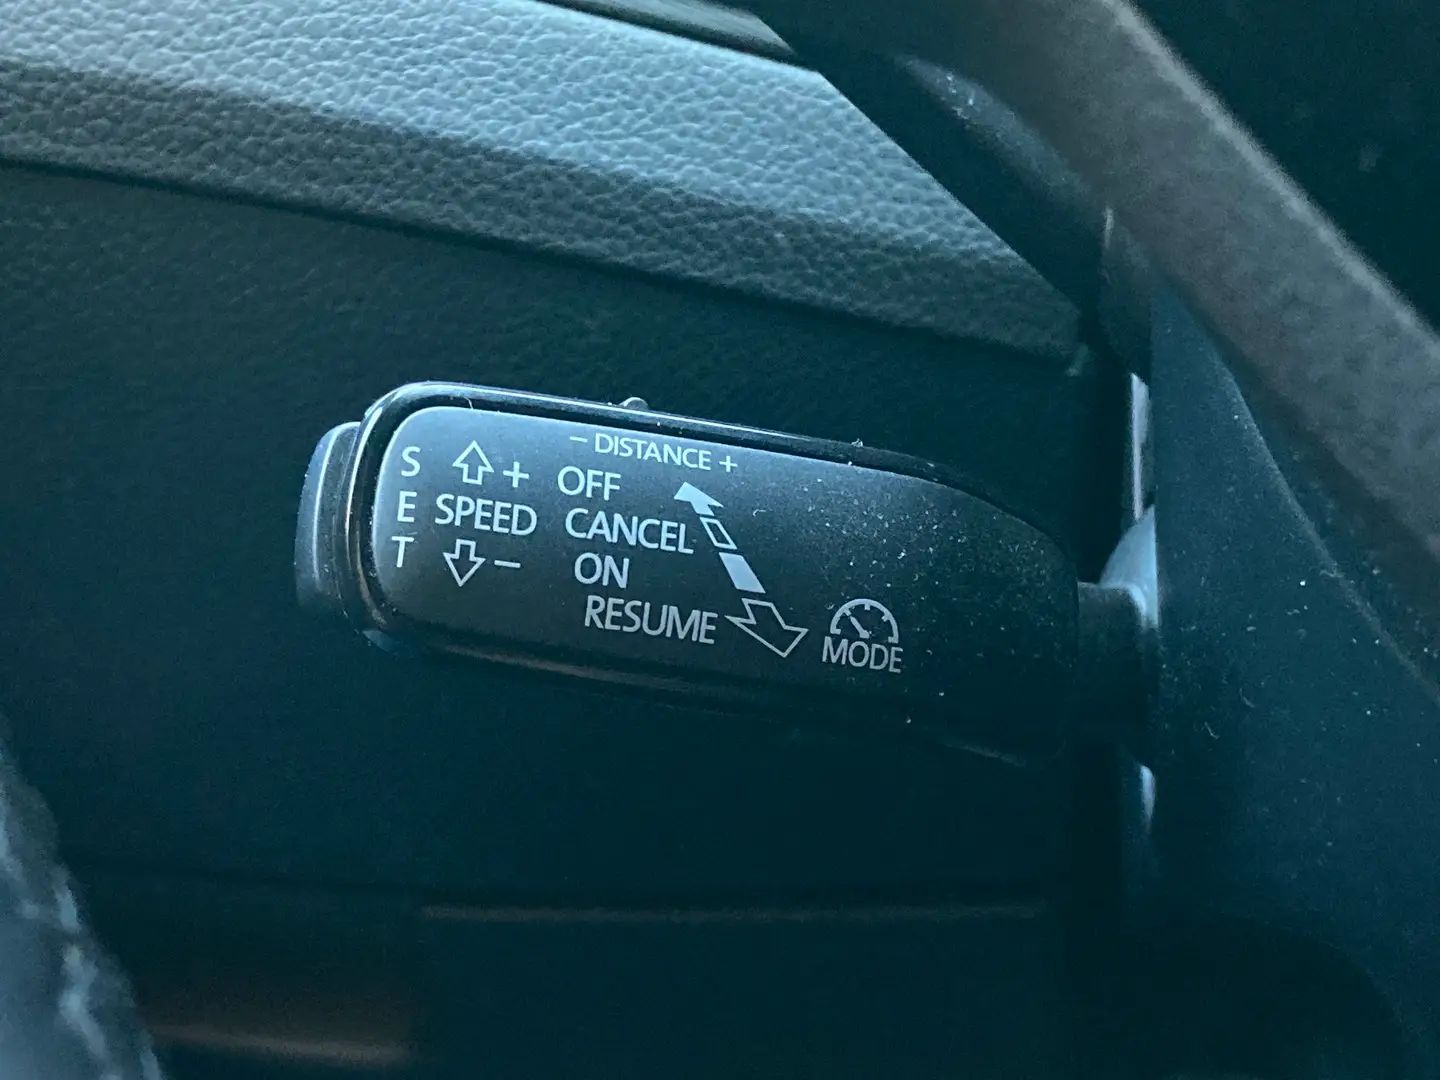 - DISTANCE +
S + OFF
E SPEED CANCEL
T - ON
RESUME
MODE